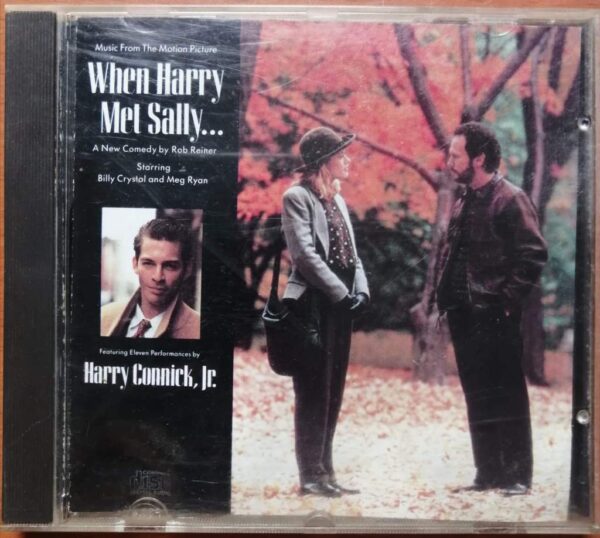 Music From The Motion Picture
When Harry
Met Sally...
A New Comedy by Rob Reiner
Starring
Billy Crystal and Meg Ryan
Featuring Eleven Performances by
Harry Connick, Jr.
disc